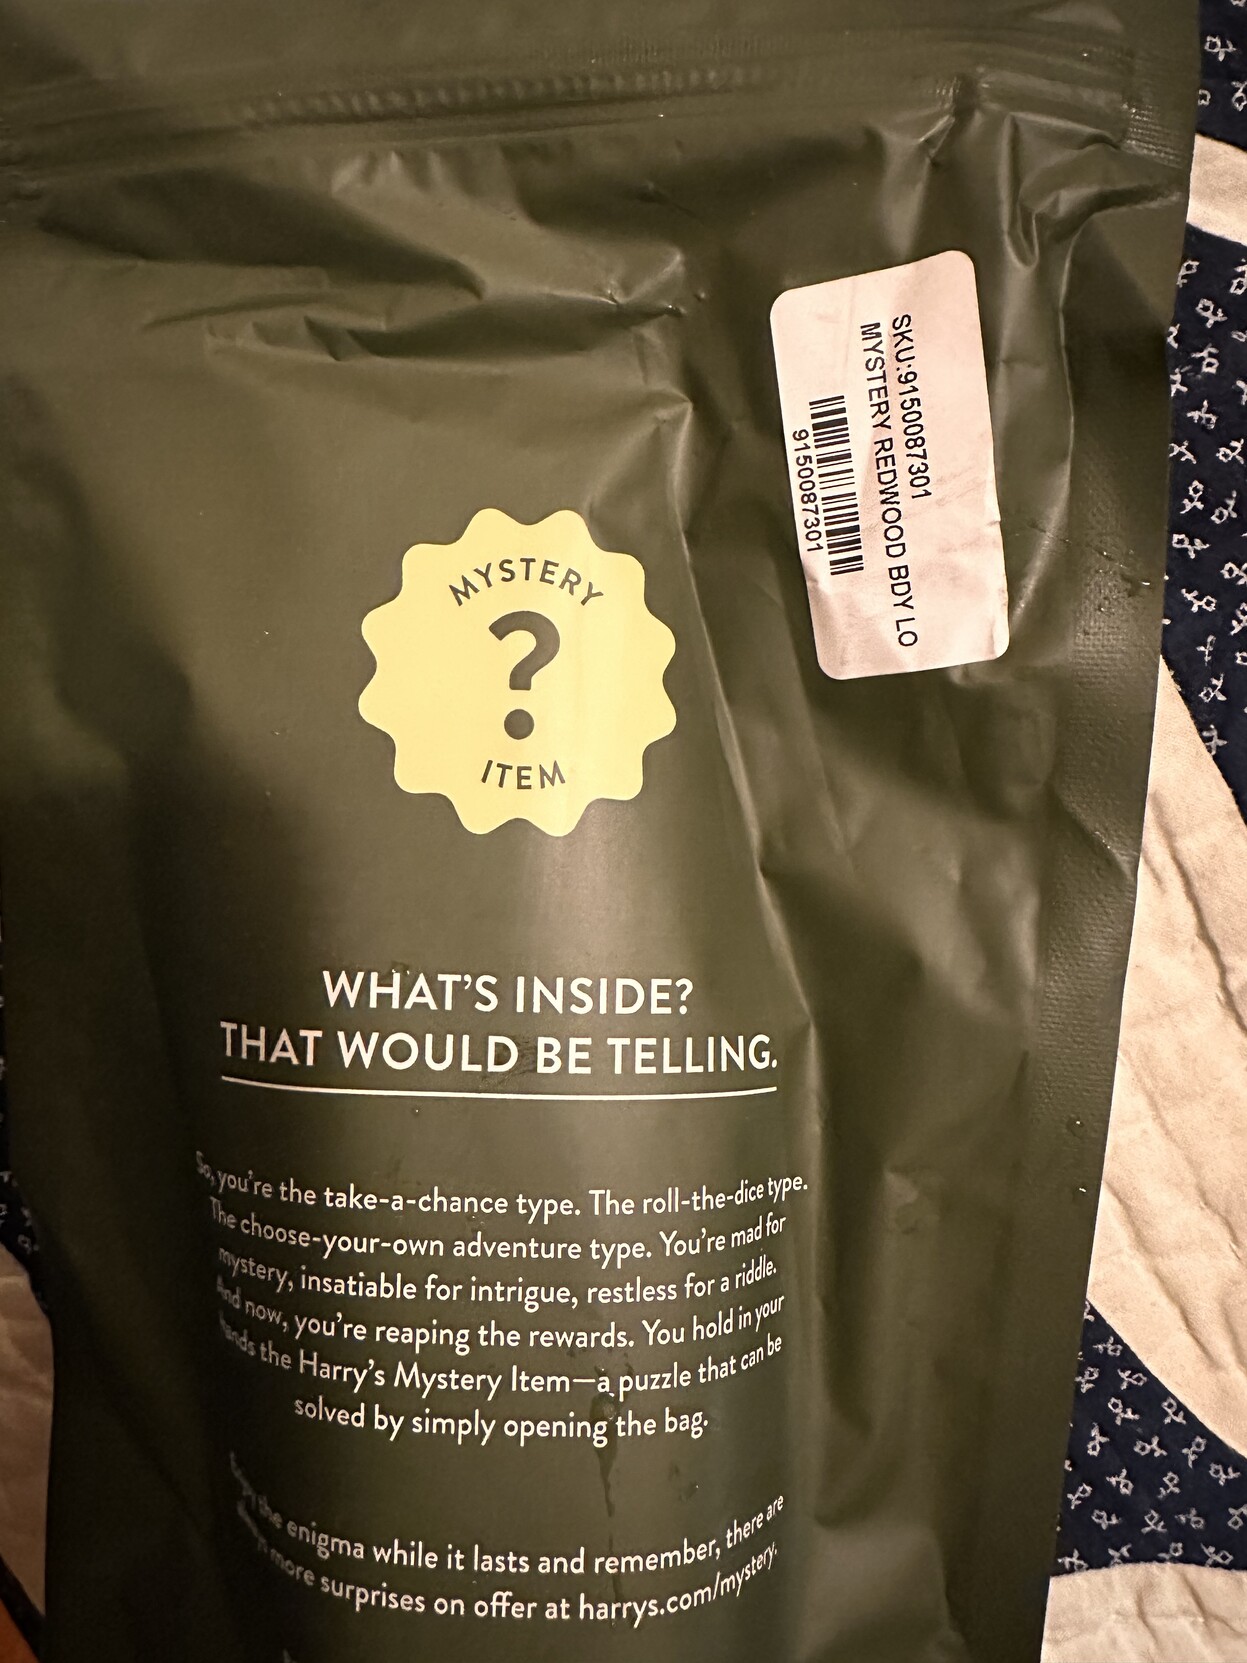 SKU:9150087301
MYSTERY REDWOOD BDY LO
9150087301
MYSTERY
?
ITEM
WHAT'S INSIDE?
THAT WOULD BE TELLING.
So, you're the take-a-chance type. The roll-the-dice type.
The choose-your-own adventure type. You're mad for
mystery, insatiable for intrigue, restless for a riddle.
And now, you're reaping the rewards. You hold in your
hands the Harry's Mystery Item—a puzzle that can be
solved by simply opening the bag.
the enigma while it lasts and remember, there are
more surprises on offer at harrys.com/mystery.